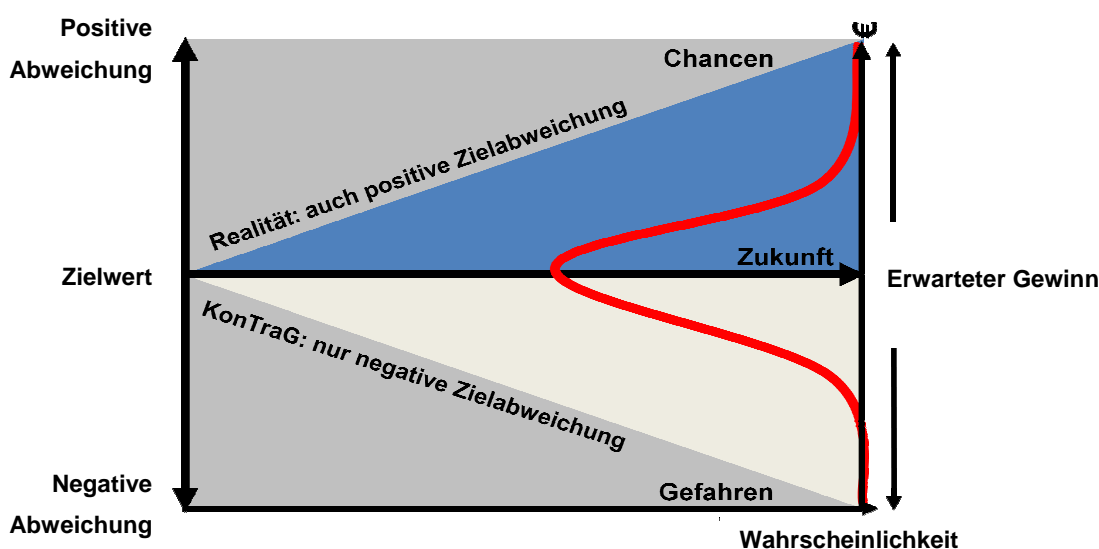 Positive
Abweichung
€
Chancen
Realität: auch positive Zielabweichung
Zukunft
Zielwert
Erwarteter Gewinn
KonTraG: nur negative Zielabweichung
Negative
Abweichung
Gefahren
Wahrscheinlichkeit